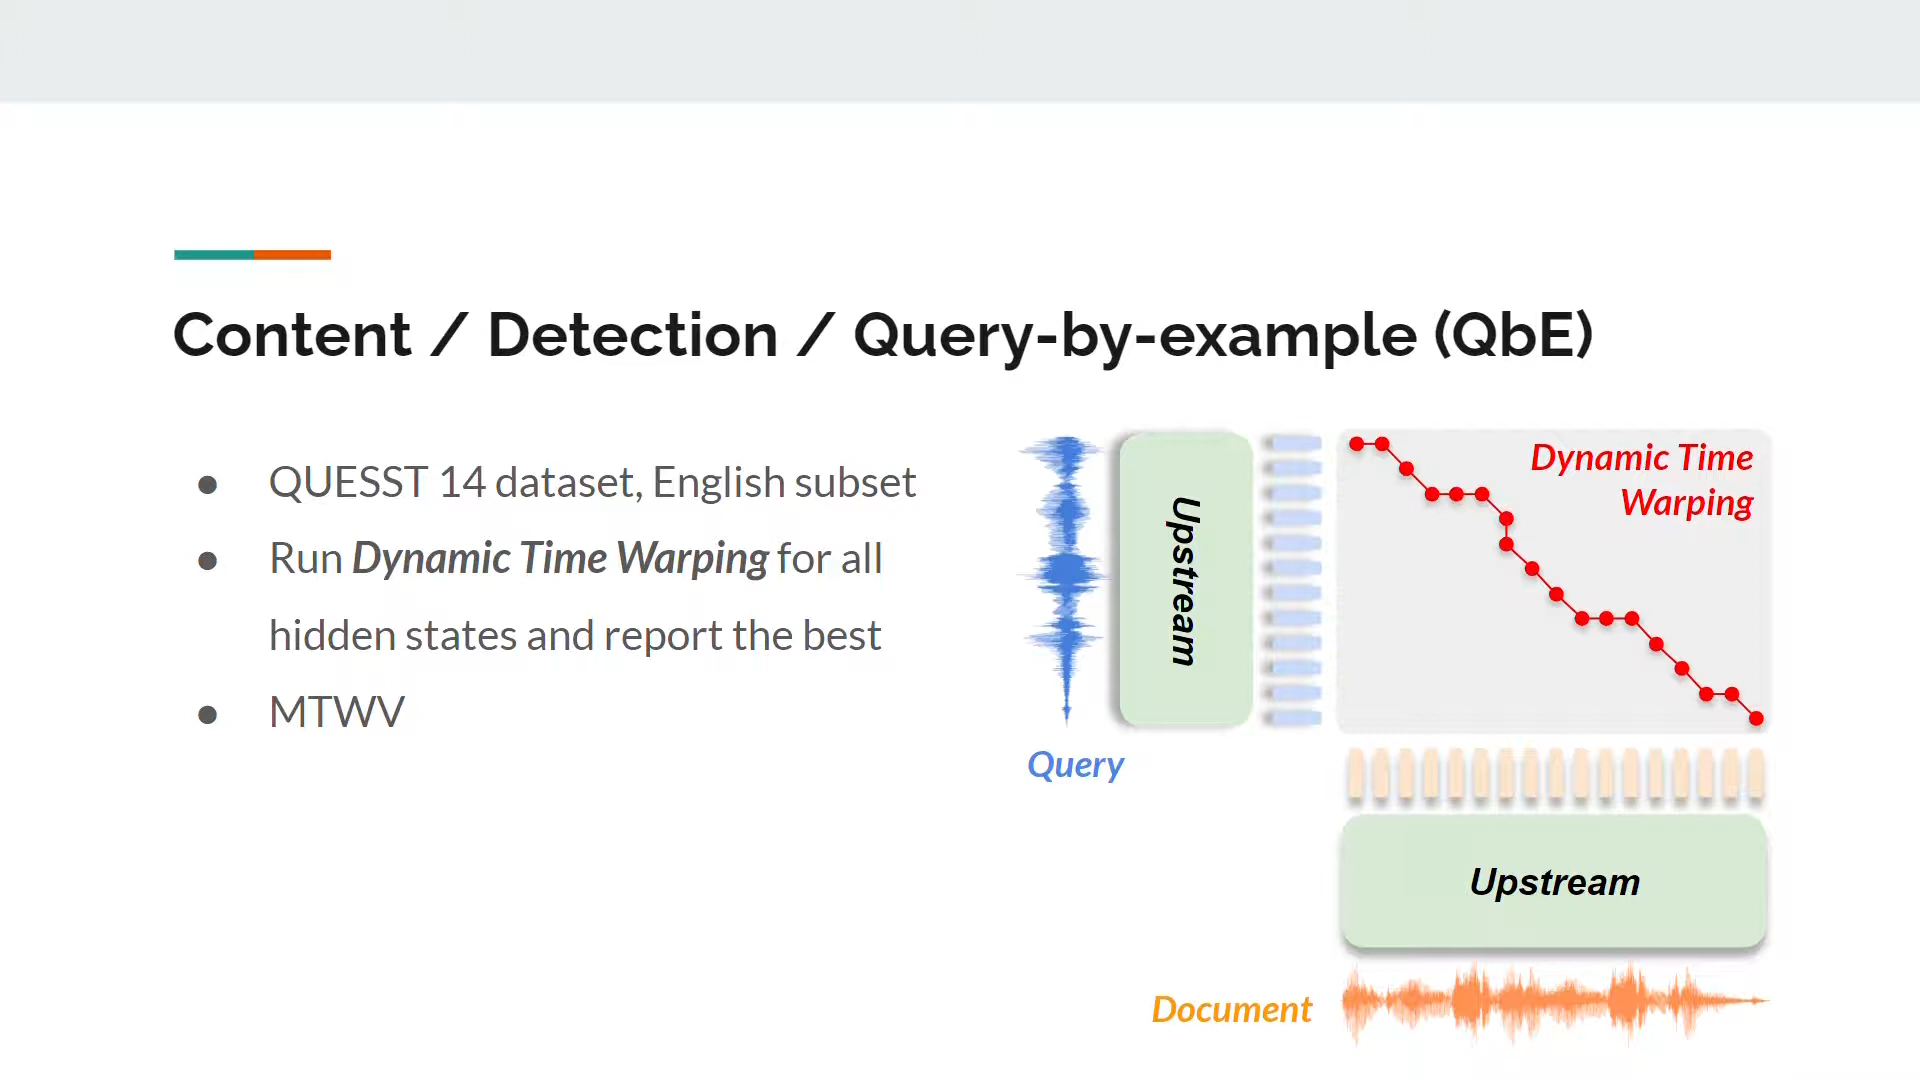 Content / Detection / Query-by-example (QbE)
● QUESST 14 dataset, English subset
● Run Dynamic Time Warping for all
hidden states and report the best
● MTWV
Upstream
Query
Dynamic Time
Warping
Upstream
Document